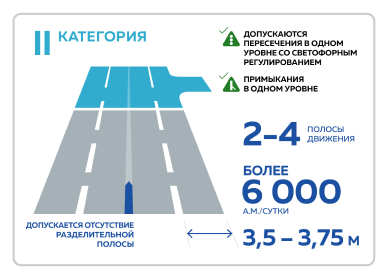 II КАТЕГОРИЯ
ДОПУСКАЮТСЯ
ПЕРЕСЕЧЕНИЯ В ОДНОМ
УРОВНЕ СО СВЕТОФОРНЫМ
РЕГУЛИРОВАНИЕМ
ПРИМЫКАНИЯ
В ОДНОМ УРОВНЕ
2–4 ПОЛОСЫ
ДВИЖЕНИЯ
БОЛЕЕ
6 000
А.М./СУТКИ
ДОПУСКАЕТСЯ ОТСУТСТВИЕ
РАЗДЕЛИТЕЛЬНОЙ
ПОЛОСЫ
3,5 – 3,75 м